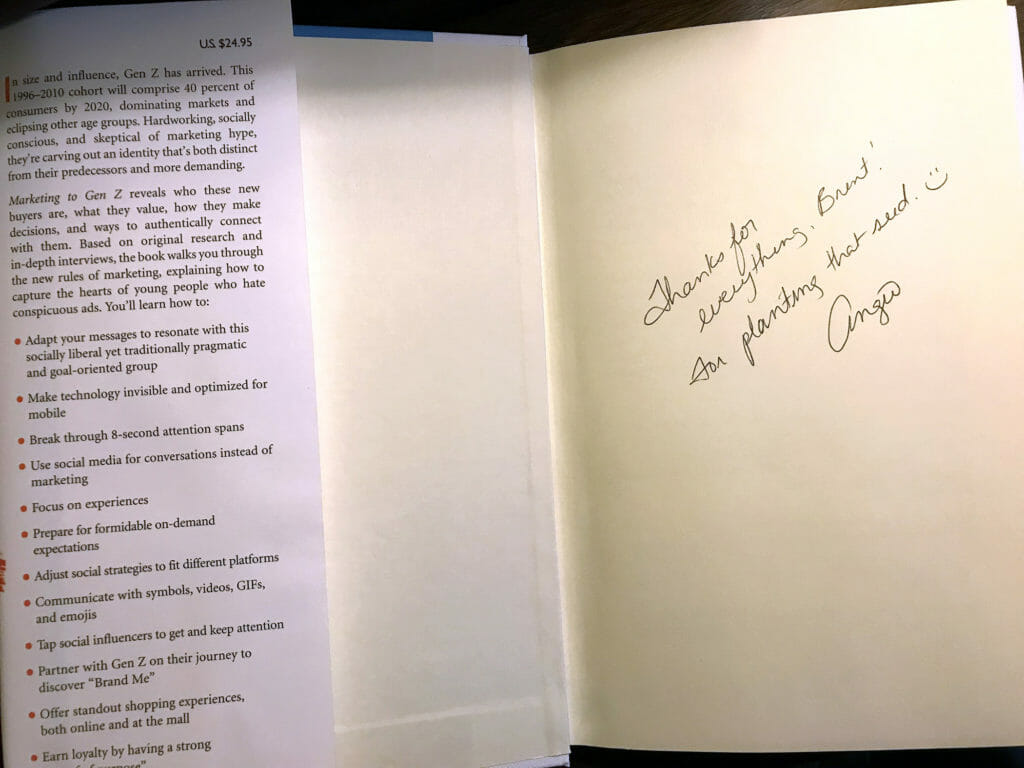 U.S. $24.95
In size and influence, Gen Z has arrived. This
1996–2010 cohort will comprise 40 percent of
consumers by 2020, dominating markets and
eclipsing other age groups. Hardworking, socially
conscious, and skeptical of marketing hype,
they're carving out an identity that's both distinct
from their predecessors and more demanding.
Marketing to Gen Z reveals who these new
buyers are, what they value, how they make
decisions, and ways to authentically connect
with them. Based on original research and
in-depth interviews, the book walks you through
the new rules of marketing, explaining how to
capture the hearts of young people who hate
conspicuous ads. You'll learn how to:
• Adapt your messages to resonate with this
socially liberal yet traditionally pragmatic
and goal-oriented group
• Make technology invisible and optimized for
mobile
• Break through 8-second attention spans
• Use social media for conversations instead of
marketing
• Focus on experiences
• Prepare for formidable on-demand
expectations
• Adjust social strategies to fit different platforms
• Communicate with symbols, videos, GIFs,
and emojis
• Tap social influencers to get and keep attention
• Partner with Gen Z on their journey to
discover "Brand Me"
• Offer standout shopping experiences,
both online and at the mall
• Earn loyalty by having a strong
Thanks for
everything, Brent!
For planting that seed. :)
Angie